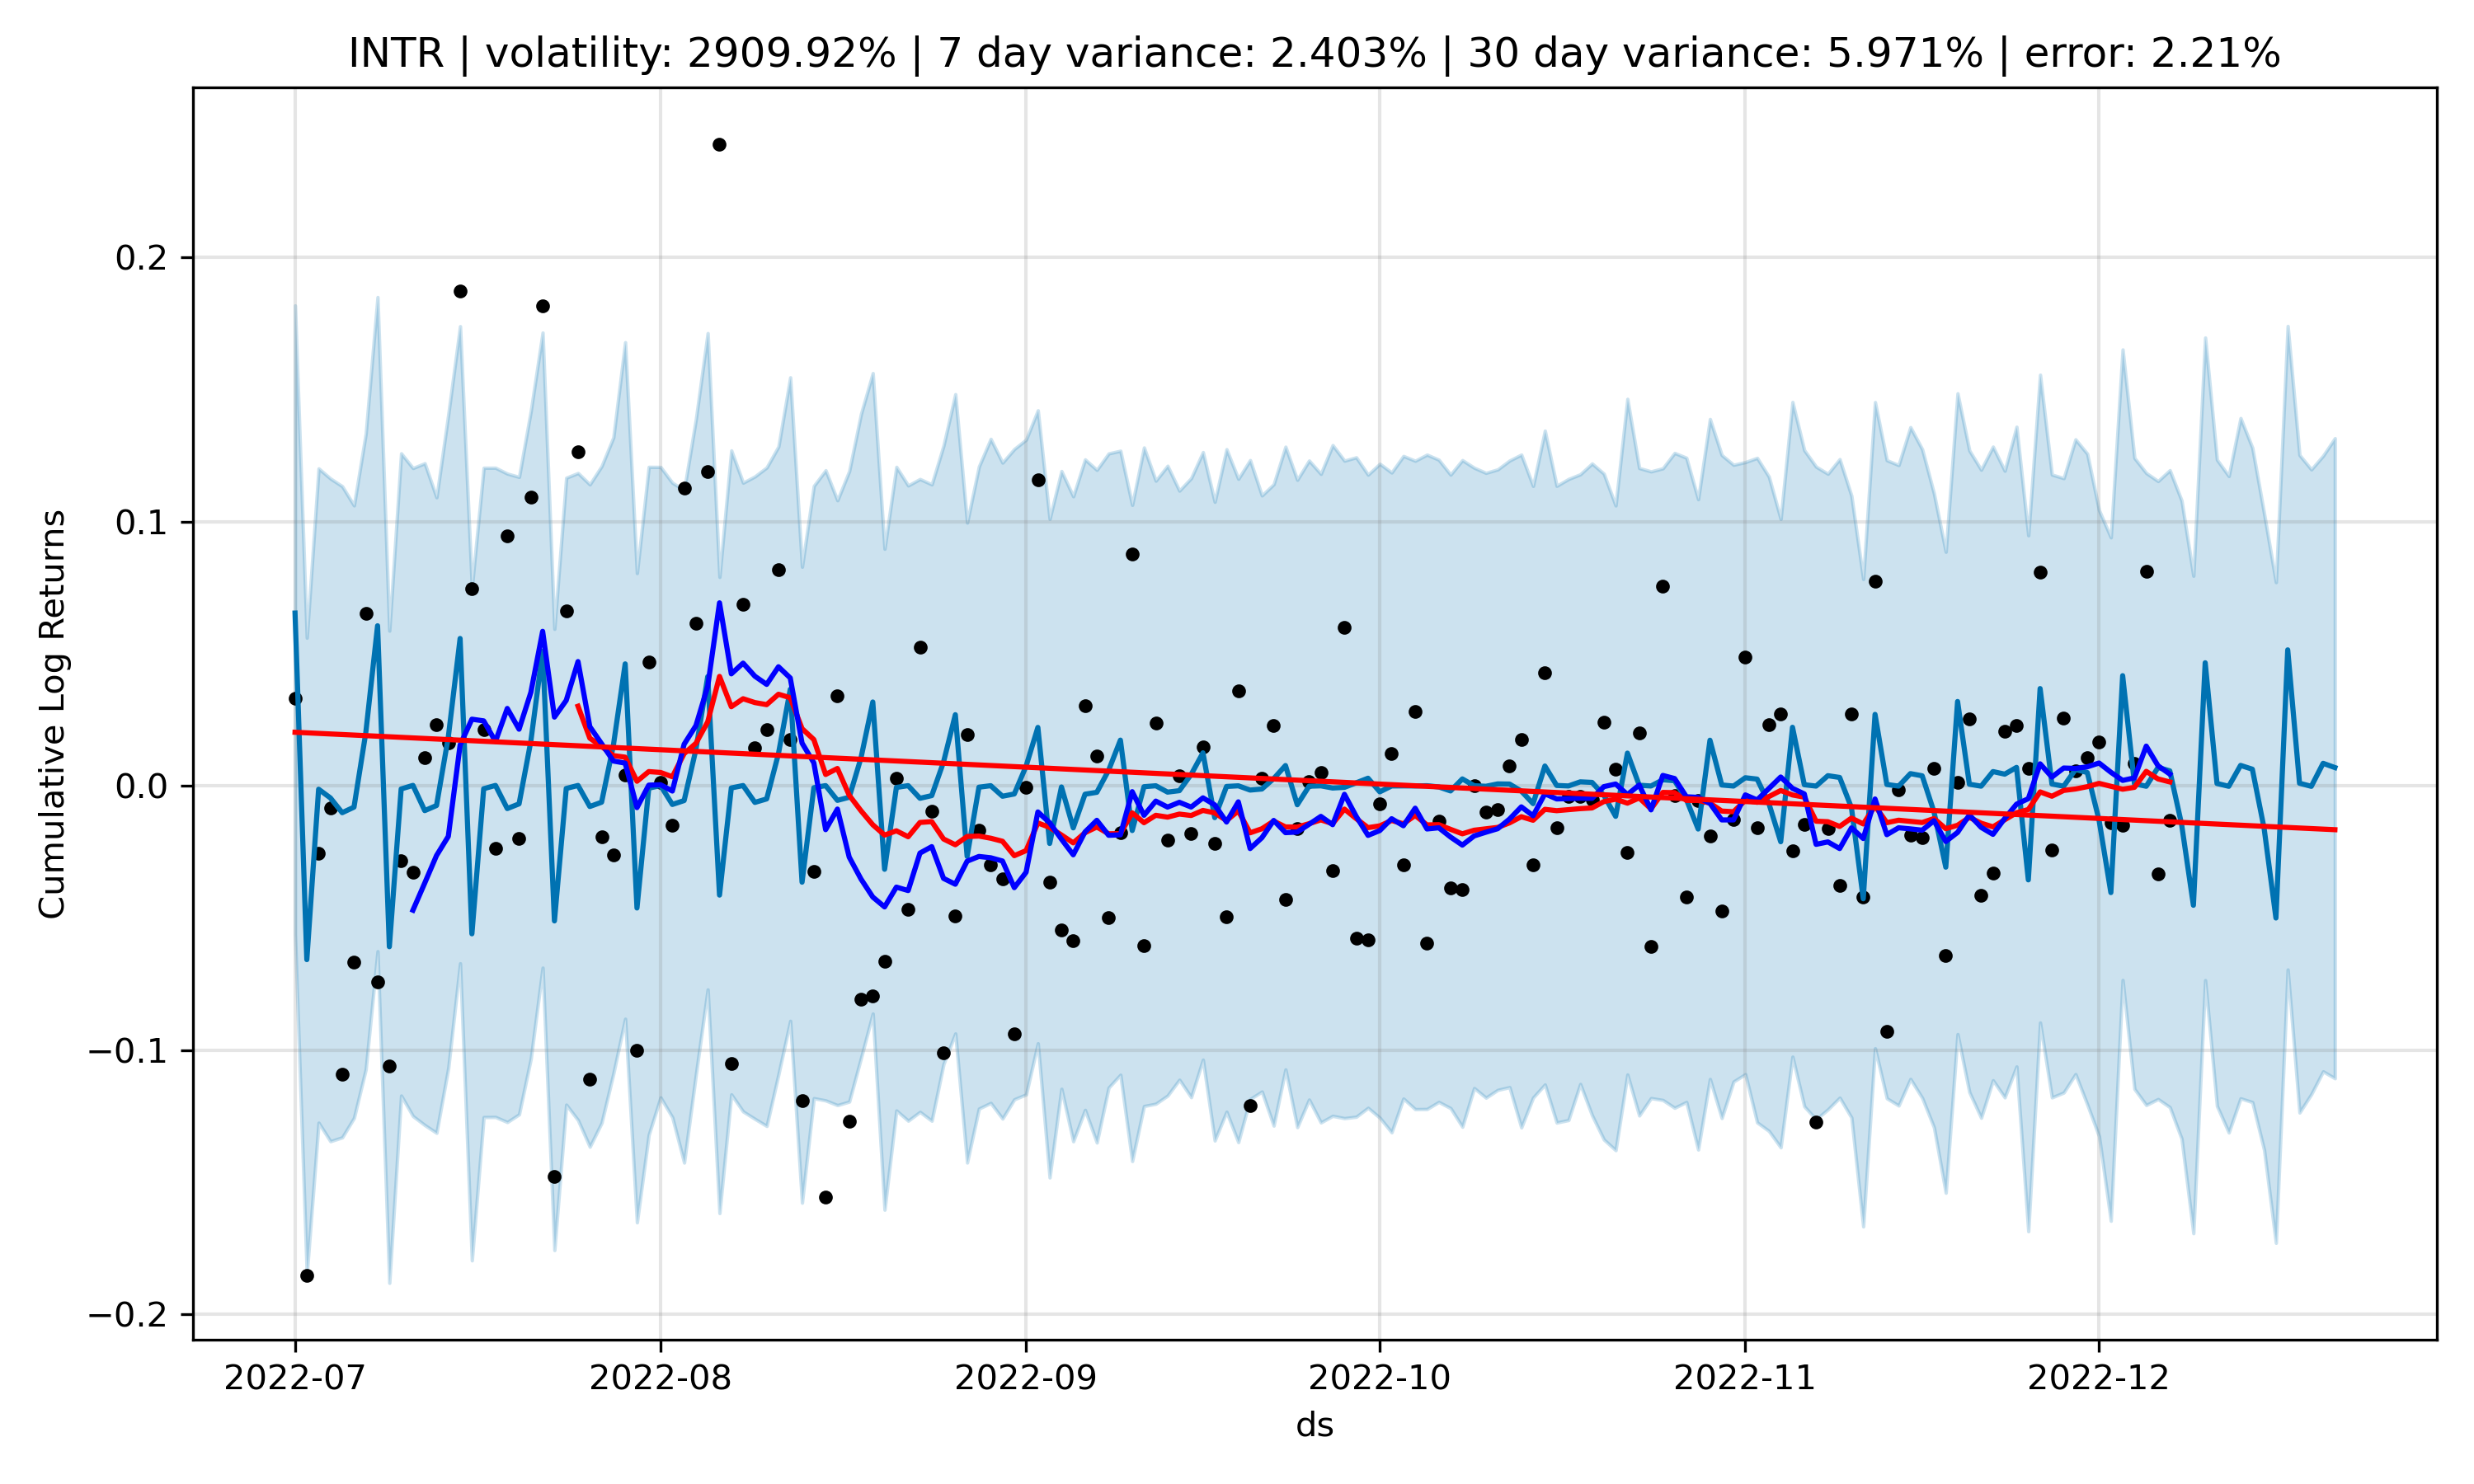 INTR | volatility: 2909.92% | 7 day variance: 2.403% | 30 day variance: 5.971% | error: 2.21%
Cumulative Log Returns
0.2
0.1
0.0
−0.1
−0.2
2022-07 2022-08 2022-09 2022-10 2022-11 2022-12
ds